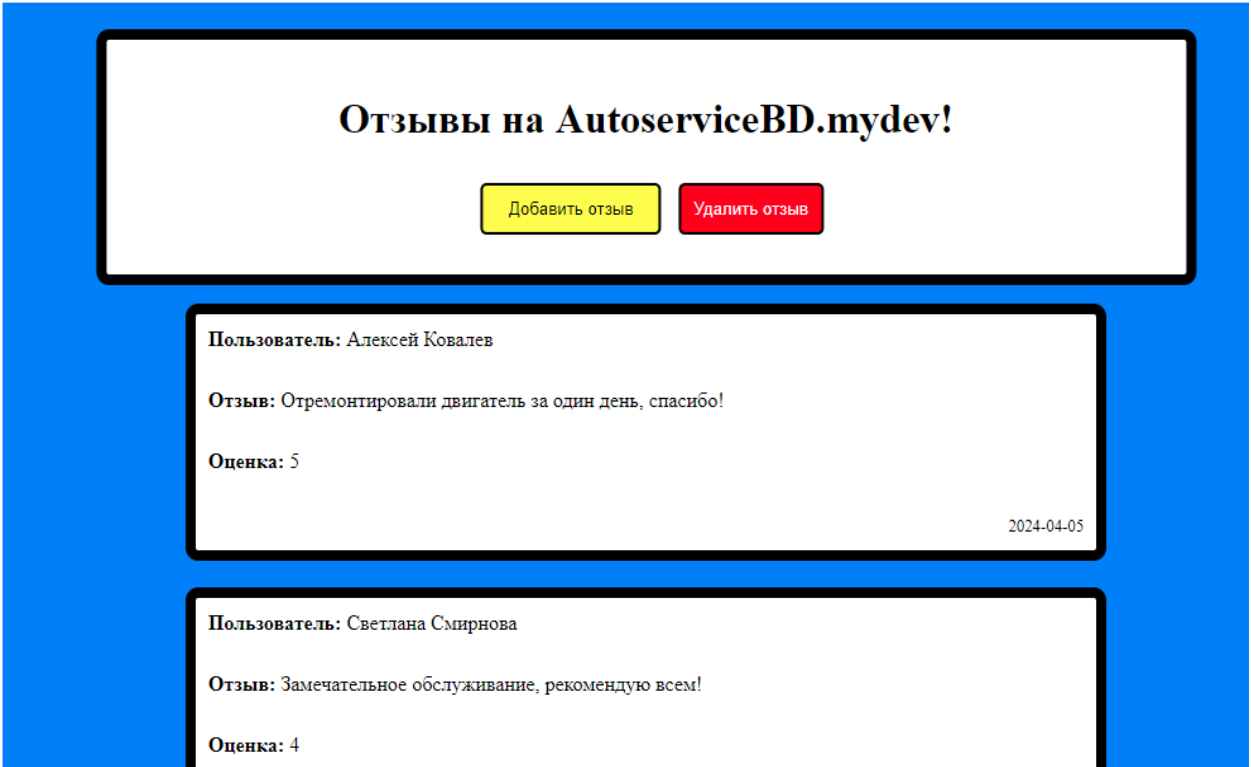 Отзывы на AutoserviceBD.mydev!
Добавить отзыв Удалить отзыв
Пользователь: Алексей Ковалев
Отзыв: Отремонтировали двигатель за один день, спасибо!
Оценка: 5
2024-04-05
Пользователь: Светлана Смирнова
Отзыв: Замечательное обслуживание, рекомендую всем!
Оценка: 4